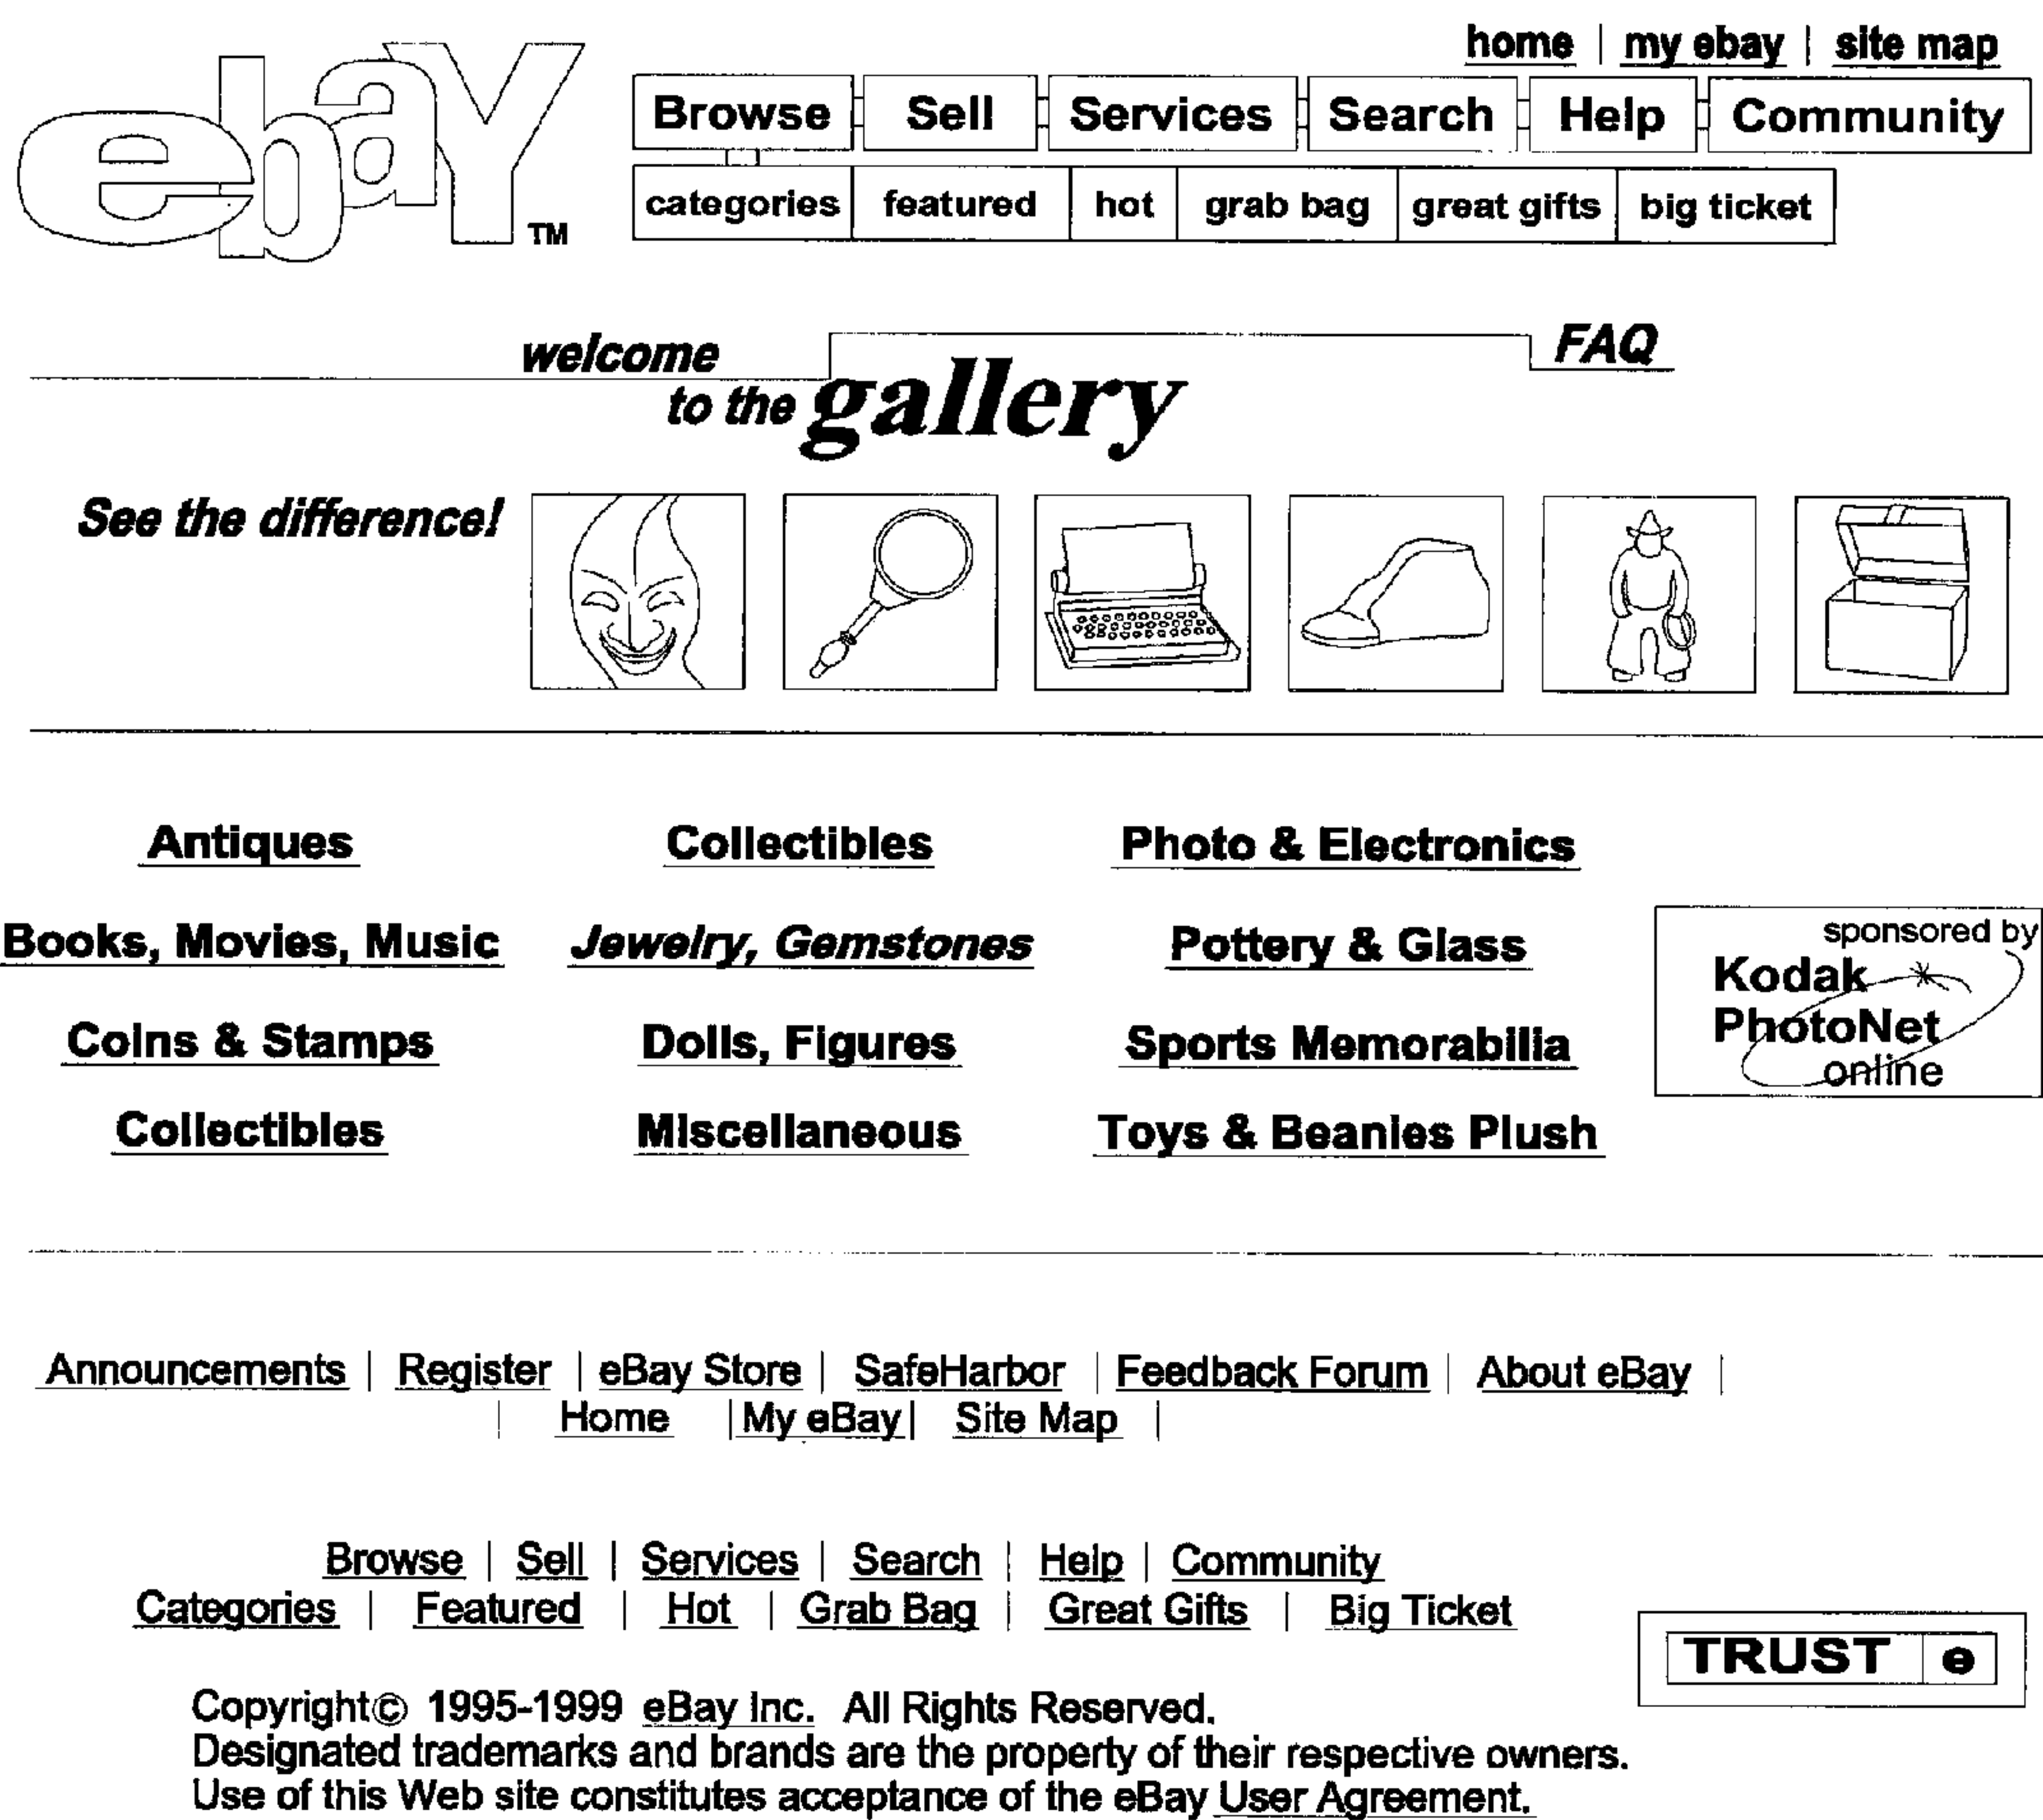 home | my ebay | site map
ebaY TM
Browse Sell Services Search Help Community
categories featured hot grab bag great gifts big ticket
welcome
to the gallery
FAQ
See the difference!
Antiques Collectibles Photo & Electronics
Books, Movies, Music Jewelry, Gemstones Pottery & Glass
Coins & Stamps Dolls, Figures Sports Memorabilia
Collectibles Miscellaneous Toys & Beanies Plush
sponsored by
Kodak
PhotoNet
online
Announcements | Register | eBay Store | SafeHarbor | Feedback Forum | About eBay |
| Home | My eBay | Site Map |
Browse | Sell | Services | Search | Help | Community
Categories | Featured | Hot | Grab Bag | Great Gifts | Big Ticket
TRUST e
Copyright© 1995-1999 eBay Inc. All Rights Reserved.
Designated trademarks and brands are the property of their respective owners.
Use of this Web site constitutes acceptance of the eBay User Agreement.